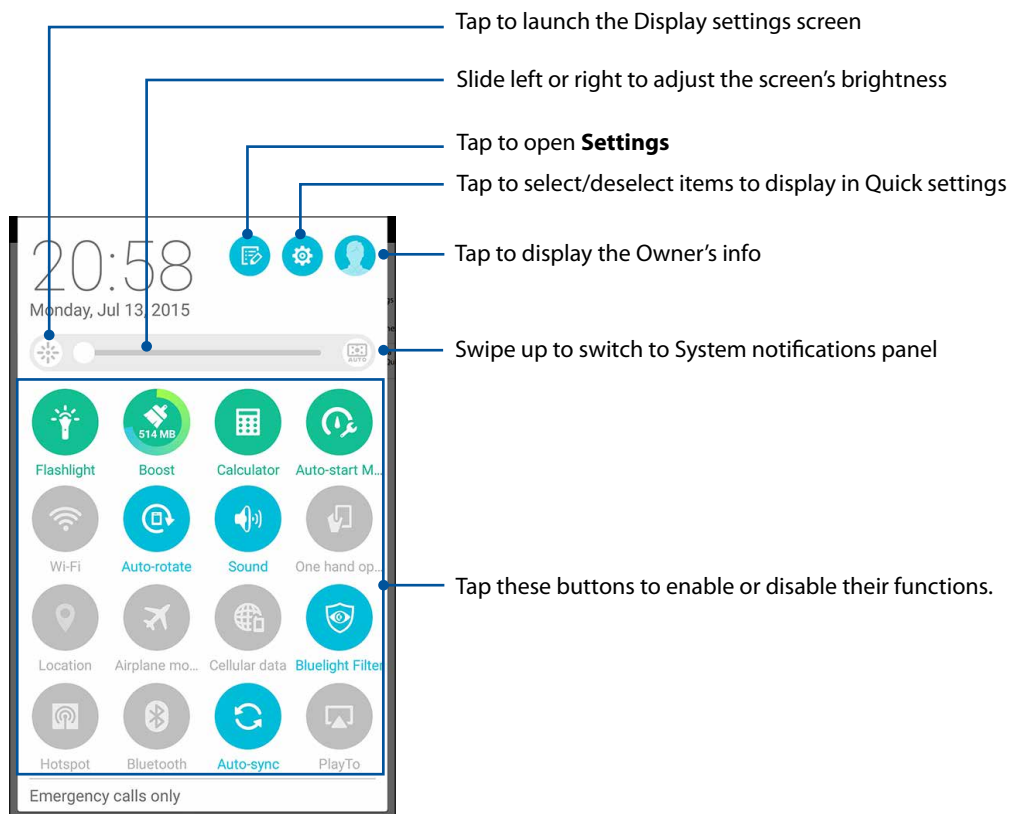 Tap to launch the Display settings screen
Slide left or right to adjust the screen’s brightness
Tap to open Settings
Tap to select/deselect items to display in Quick settings
Tap to display the Owner’s info
Swipe up to switch to System notifications panel
Tap these buttons to enable or disable their functions.
20:58
Monday, Jul 13, 2015
AUTO
514 MB
Flashlight Boost Calculator Auto-start M...
Wi-Fi Auto-rotate Sound One hand op...
Location Airplane mo... Cellular data Bluelight Filter
Hotspot Bluetooth Auto-sync PlayTo
Emergency calls only